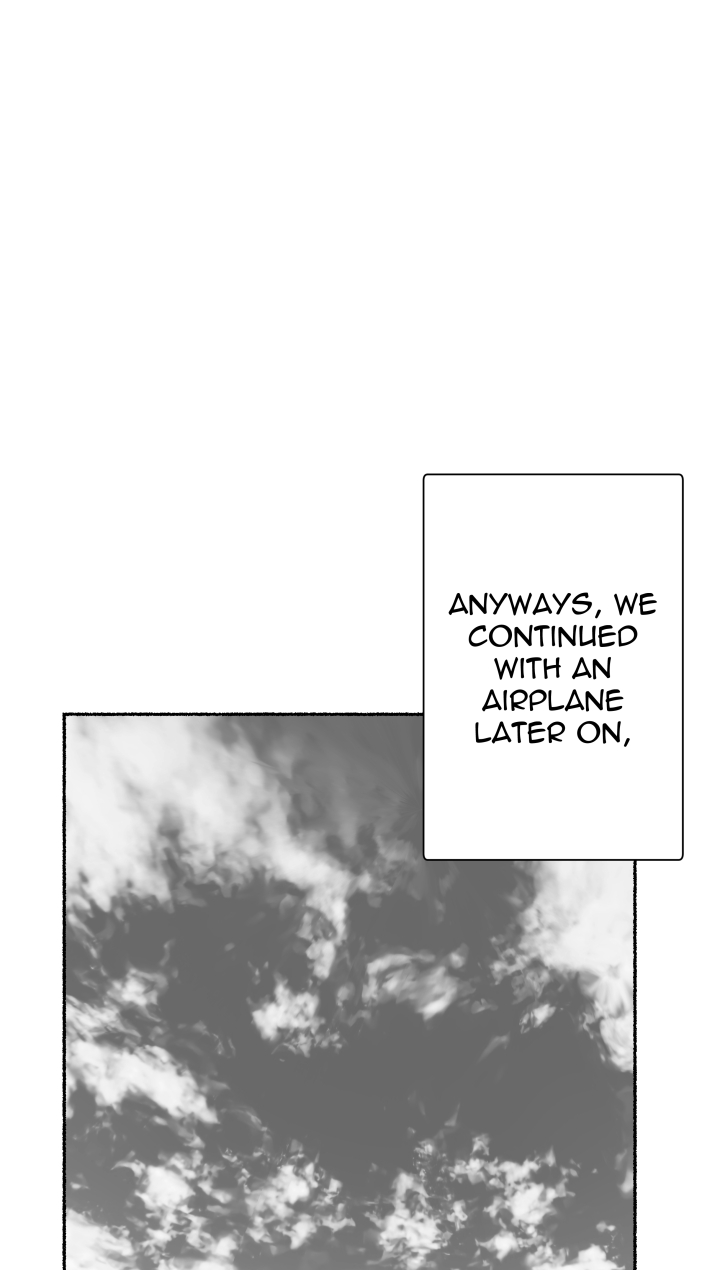 ANYWAYS, WE
CONTINUED
WITH AN
AIRPLANE
LATER ON,